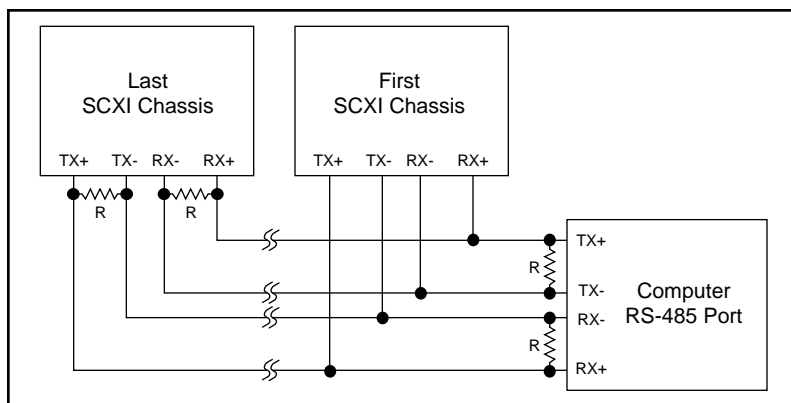 Last
SCXI Chassis
First
SCXI Chassis
TX+ TX- RX- RX+
TX+ TX- RX- RX+
R R
TX+
R
TX-
Computer
RS-485 Port
RX-
R
RX+